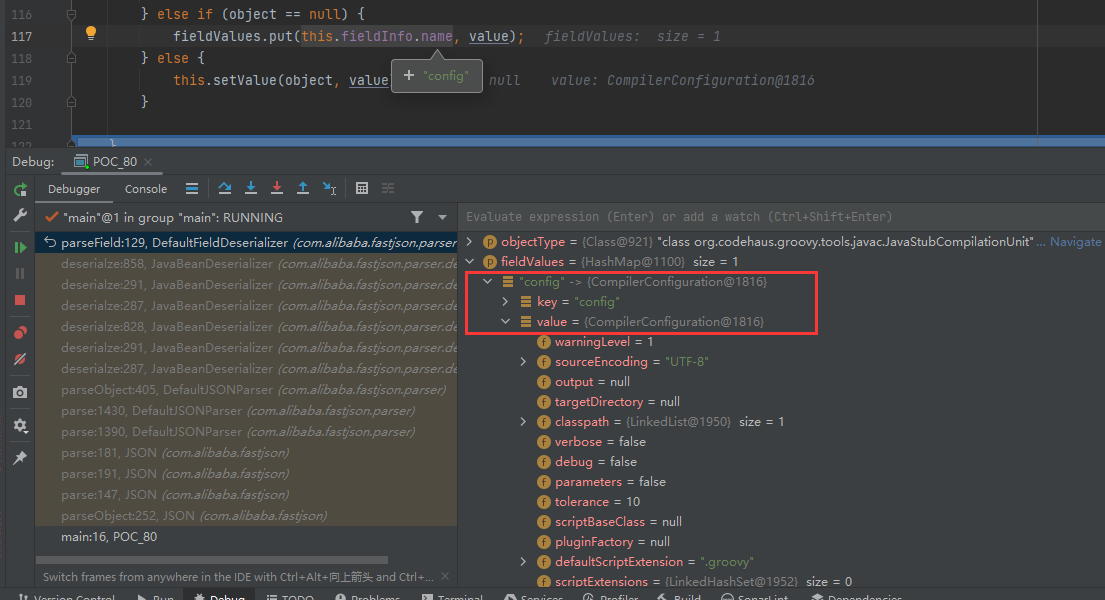 116 } else if (object == null) {
117 fieldValues.put(this.fieldInfo.name, value); fieldValues: size = 1
118 } else {
119 this.setValue(object, value null value: CompilerConfiguration@1816
+ "config"
120 }
121
122 }
Debug: POC_80
Debugger Console
"main"@1 in group "main": RUNNING
Evaluate expression (Enter) or add a watch (Ctrl+Shift+Enter)
parseField:129, DefaultFieldDeserializer (com.alibaba.fastjson.parser
deserialze:858, JavaBeanDeserializer (com.alibaba.fastjson.parser.de
deserialze:291, JavaBeanDeserializer (com.alibaba.fastjson.parser.de
deserialze:287, JavaBeanDeserializer (com.alibaba.fastjson.parser.de
deserialze:828, JavaBeanDeserializer (com.alibaba.fastjson.parser.de
deserialze:291, JavaBeanDeserializer (com.alibaba.fastjson.parser.de
deserialze:287, JavaBeanDeserializer (com.alibaba.fastjson.parser.de
parseObject:405, DefaultJSONParser (com.alibaba.fastjson.parser)
parse:1430, DefaultJSONParser (com.alibaba.fastjson.parser)
parse:1390, DefaultJSONParser (com.alibaba.fastjson.parser)
parse:181, JSON (com.alibaba.fastjson)
parse:191, JSON (com.alibaba.fastjson)
parse:147, JSON (com.alibaba.fastjson)
parseObject:252, JSON (com.alibaba.fastjson)
main:16, POC_80
Switch frames from anywhere in the IDE with Ctrl+Alt+向上箭头 and Ctrl+...
objectType = {Class@921} "class org.codehaus.groovy.tools.javac.JavaStubCompilationUnit" ... Navigate
fieldValues = {HashMap@1100} size = 1
"config" -> {CompilerConfiguration@1816}
key = "config"
value = {CompilerConfiguration@1816}
warningLevel = 1
sourceEncoding = "UTF-8"
output = null
targetDirectory = null
classpath = {LinkedList@1950} size = 1
verbose = false
debug = false
parameters = false
tolerance = 10
scriptBaseClass = null
pluginFactory = null
defaultScriptExtension = ".groovy"
scriptExtensions = {LinkedHashSet@1952} size = 0
Version Control Run Debug TODO Problems Terminal Services Profiler Build SonarLint Dependencies